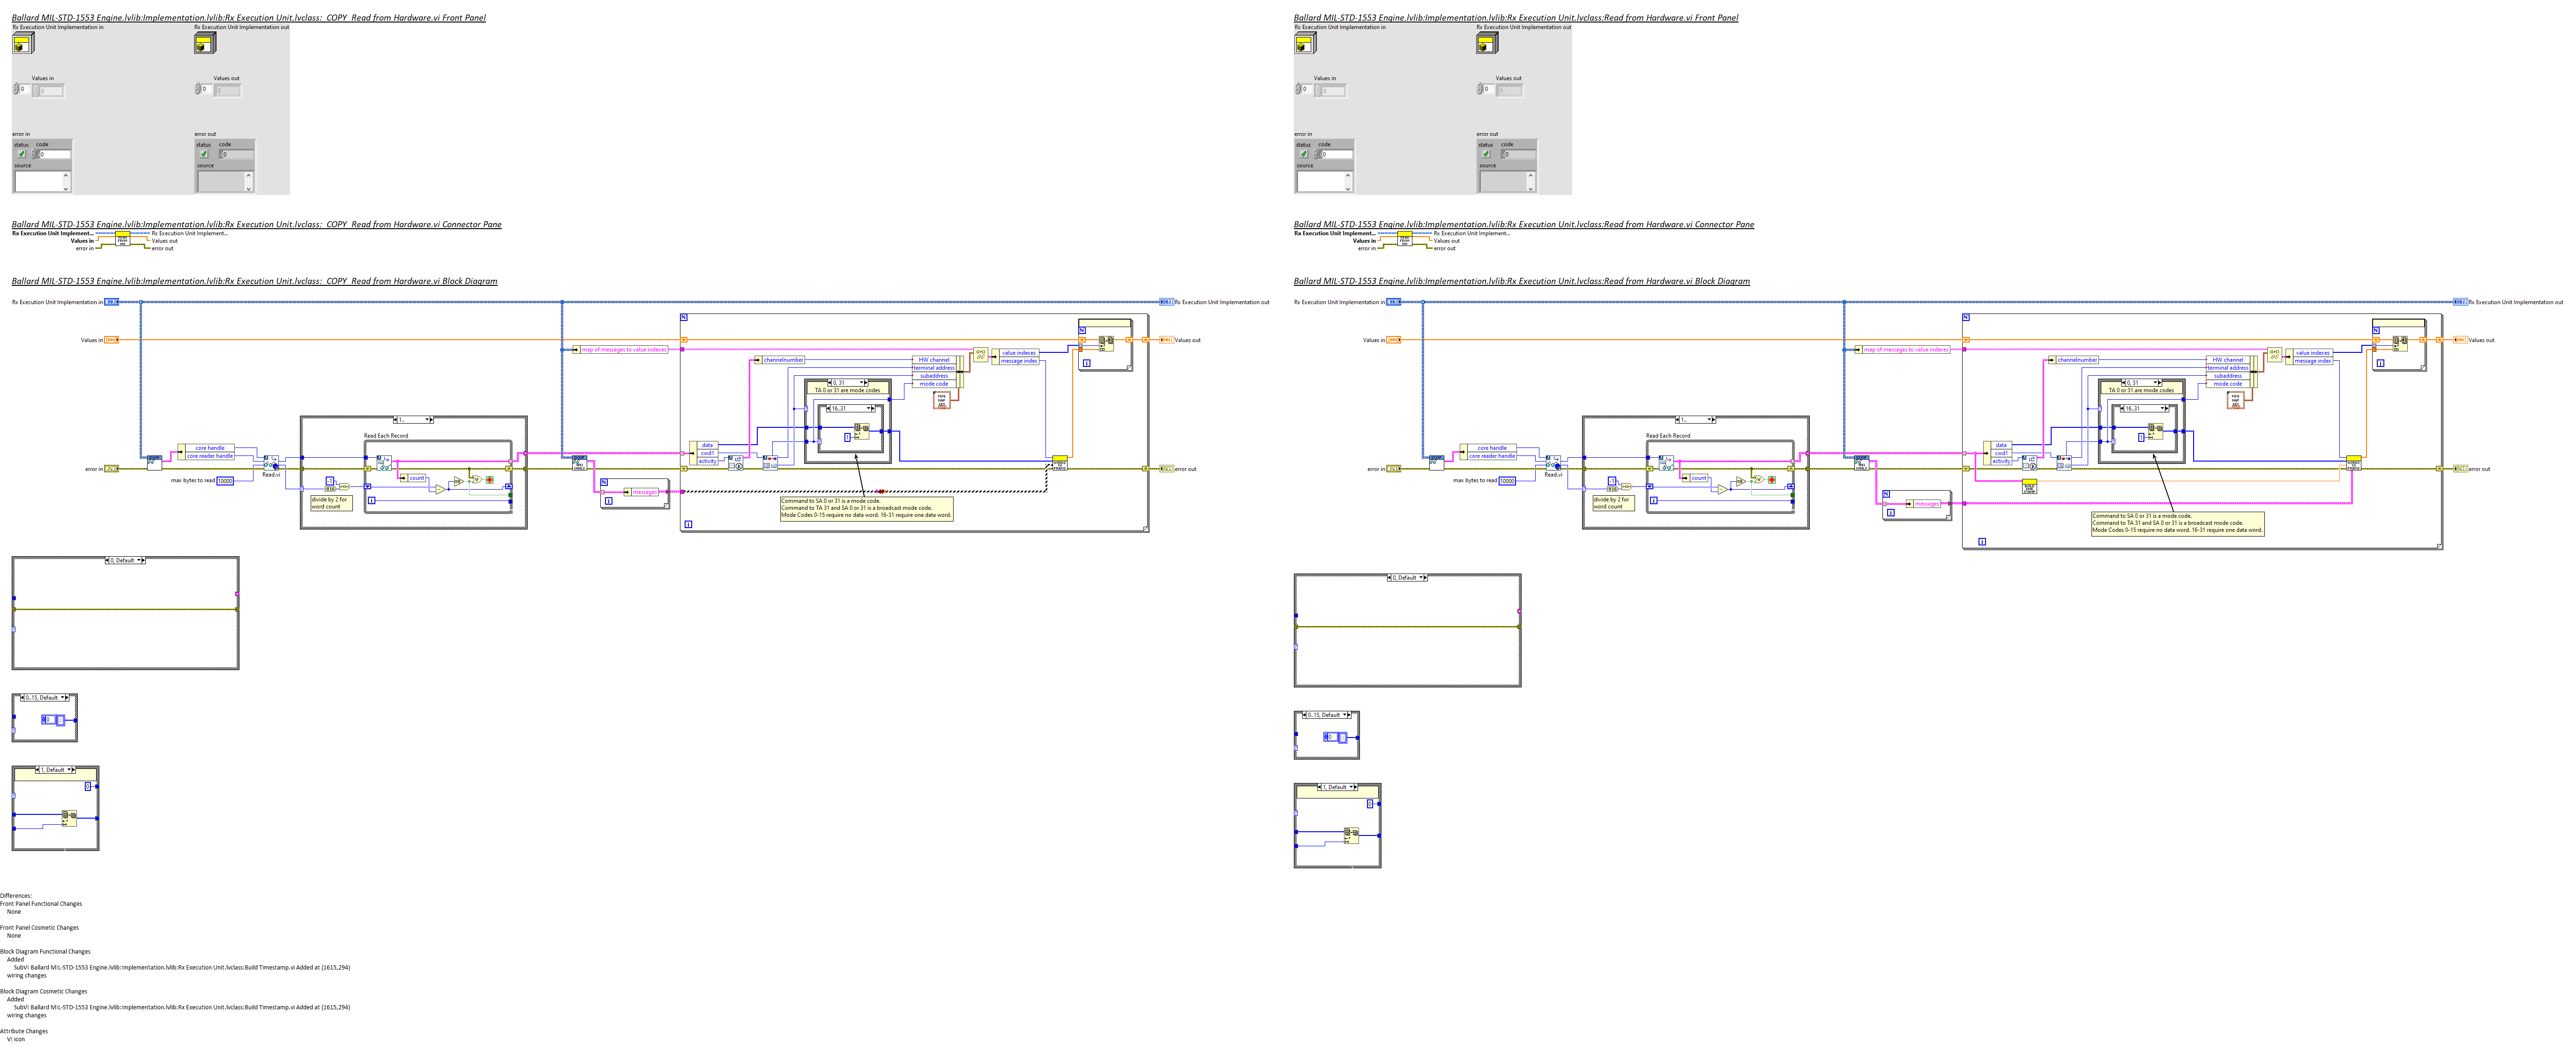 Ballard MIL-STD-1553 Engine.lvlib:Implementation.lvlib:Rx Execution Unit.lvclass:_COPY_Read from Hardware.vi Front Panel
Rx Execution Unit Implementation in
Rx Execution Unit Implementation out
Values in
Values out
0
0
0
0
error in
error out
status code
status code
0
0
source
source
Ballard MIL-STD-1553 Engine.lvlib:Implementation.lvlib:Rx Execution Unit.lvclass:_COPY_Read from Hardware.vi Connector Pane
Rx Execution Unit Implement...
Rx Execution Unit Implement...
Values in
Values out
error in
error out
Ballard MIL-STD-1553 Engine.lvlib:Implementation.lvlib:Rx Execution Unit.lvclass:_COPY_Read from Hardware.vi Block Diagram
Rx Execution Unit Implementation in
Rx Execution Unit Implementation out
N
N
Values in
Values out
map of messages to value indexes
channelnumber
HW channel
terminal address
subaddress
mode code
value indexes
message index
i
0, 31
TA 0 or 31 are mode codes
16..31
1
1..
Read Each Record
core handle
core reader handle
Read.vi
max bytes to read
10000
-1
divide by 2 for
word count
count
i
data
cwd1
activity
error in
error out
N
messages
i
Command to SA 0 or 31 is a mode code.
Command to TA 31 and SA 0 or 31 is a broadcast mode code.
Mode Codes 0-15 require no data word. 16-31 require one data word.
i
0, Default
0..15, Default
0
1, Default
0
Differences:
Front Panel Functional Changes
None
Front Panel Cosmetic Changes
None
Block Diagram Functional Changes
Added
SubVI Ballard MIL-STD-1553 Engine.lvlib:Implementation.lvlib:Rx Execution Unit.lvclass:Build Timestamp.vi Added at (1615,294)
wiring changes
Block Diagram Cosmetic Changes
Added
SubVI Ballard MIL-STD-1553 Engine.lvlib:Implementation.lvlib:Rx Execution Unit.lvclass:Build Timestamp.vi Added at (1615,294)
wiring changes
Attribute Changes
VI icon
Ballard MIL-STD-1553 Engine.lvlib:Implementation.lvlib:Rx Execution Unit.lvclass:Read from Hardware.vi Front Panel
Rx Execution Unit Implementation in
Rx Execution Unit Implementation out
Values in
Values out
0
0
0
0
error in
error out
status code
status code
0
0
source
source
Ballard MIL-STD-1553 Engine.lvlib:Implementation.lvlib:Rx Execution Unit.lvclass:Read from Hardware.vi Connector Pane
Rx Execution Unit Implement...
Rx Execution Unit Implement...
Values in
Values out
error in
error out
Ballard MIL-STD-1553 Engine.lvlib:Implementation.lvlib:Rx Execution Unit.lvclass:Read from Hardware.vi Block Diagram
Rx Execution Unit Implementation in
Rx Execution Unit Implementation out
N
N
Values in
Values out
map of messages to value indexes
channelnumber
HW channel
terminal address
subaddress
mode code
value indexes
message index
i
0, 31
TA 0 or 31 are mode codes
16..31
1
1..
Read Each Record
core handle
core reader handle
Read.vi
max bytes to read
10000
-1
divide by 2 for
word count
count
i
data
cwd1
activity
error in
error out
N
messages
i
Command to SA 0 or 31 is a mode code.
Command to TA 31 and SA 0 or 31 is a broadcast mode code.
Mode Codes 0-15 require no data word. 16-31 require one data word.
i
0, Default
0..15, Default
0
1, Default
0